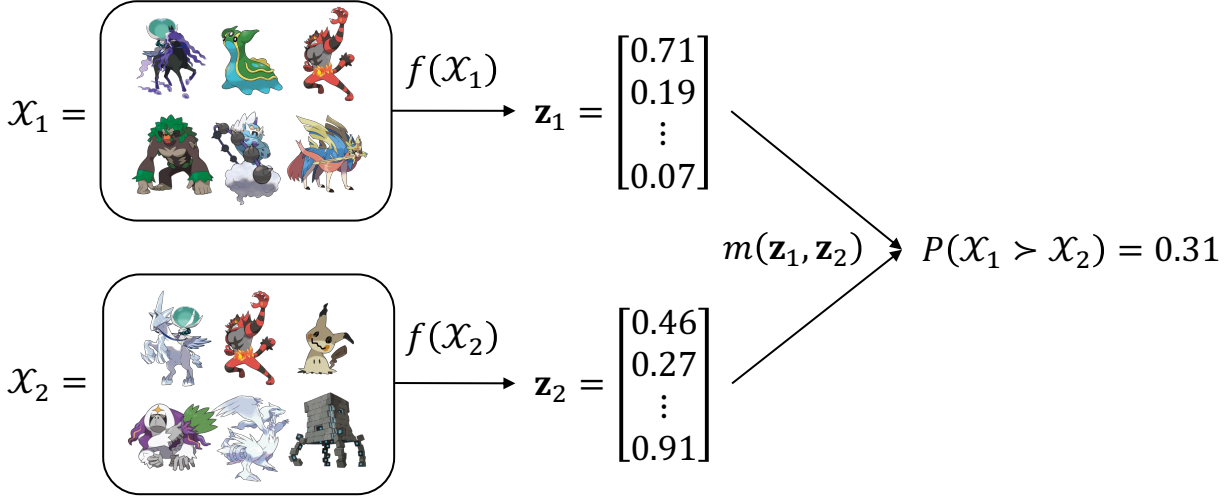 𝒳₁ =
f(𝒳₁)
𝐳₁ =
[0.71
0.19
⋮
0.07]
m(𝐳₁, 𝐳₂)
P(𝒳₁ ≻ 𝒳₂) = 0.31
𝒳₂ =
f(𝒳₂)
𝐳₂ =
[0.46
0.27
⋮
0.91]